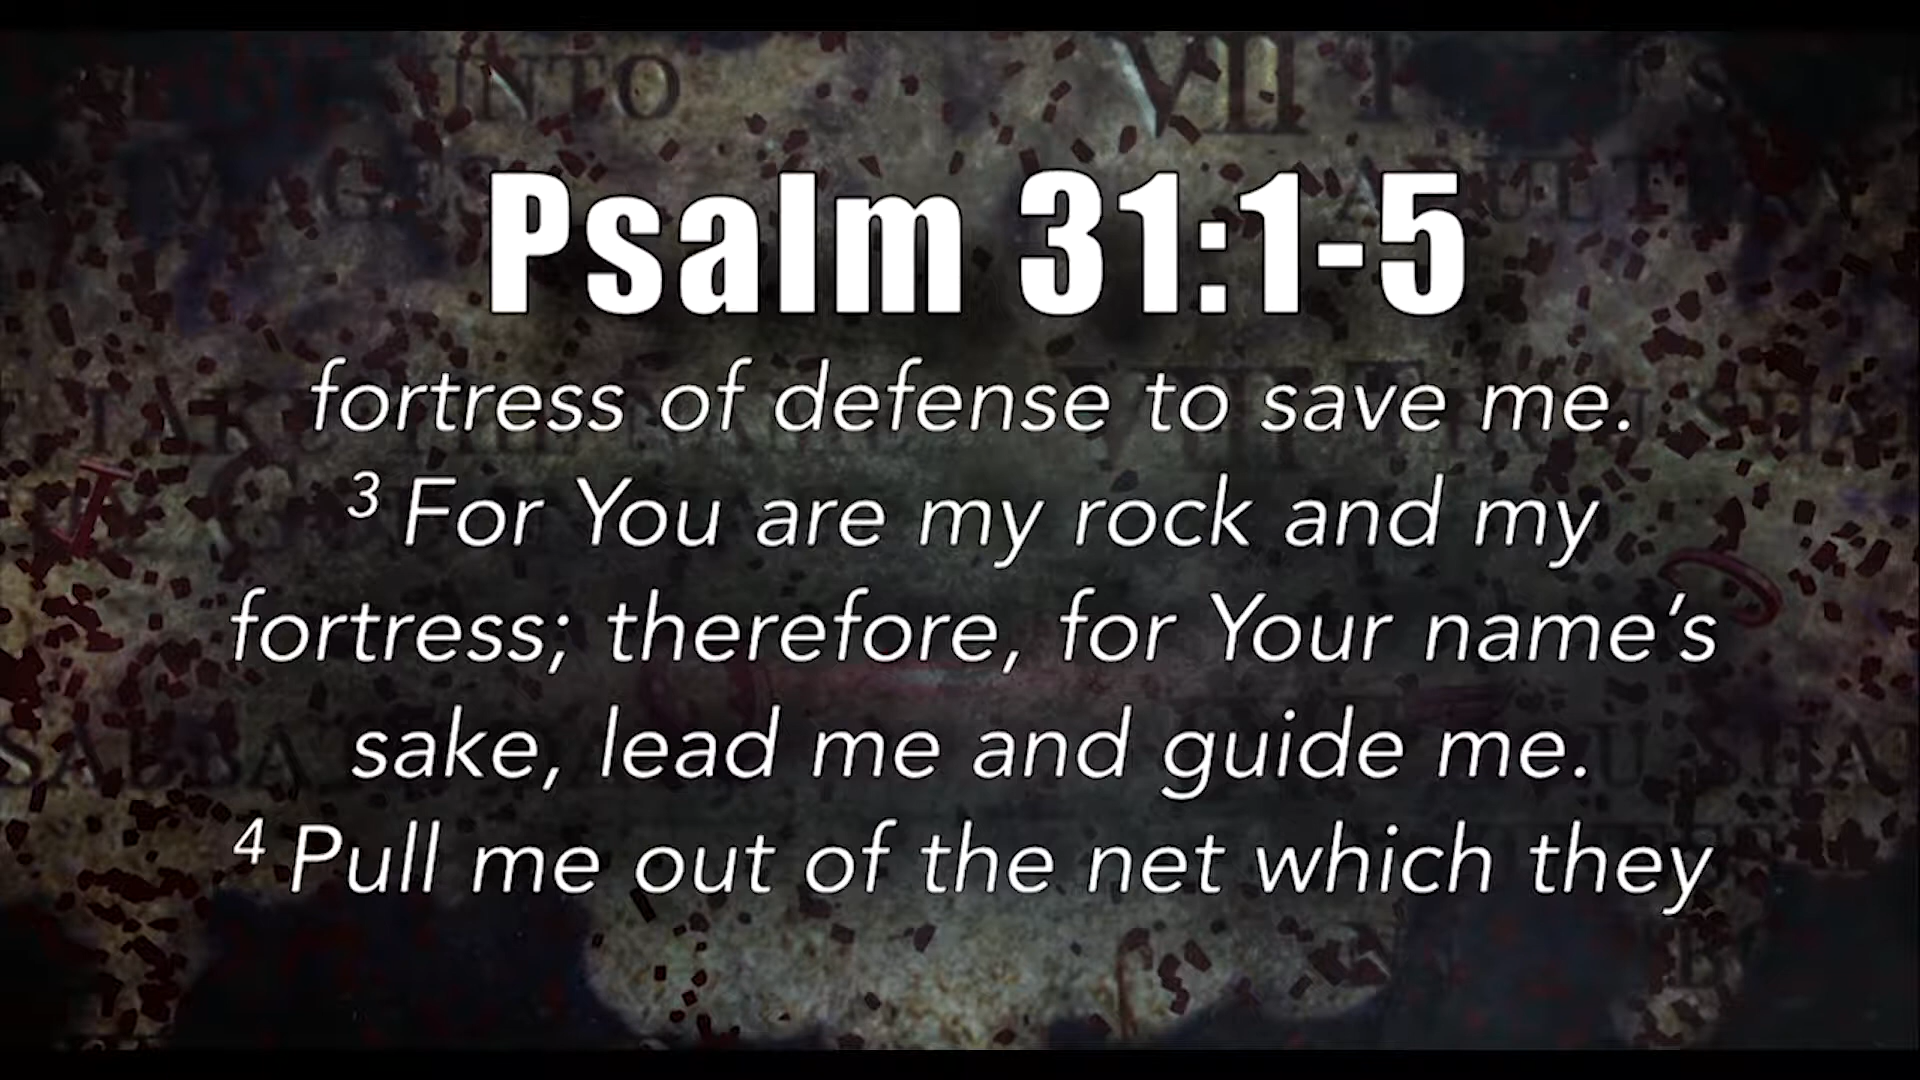 INTO
VII
Psalm 31:1-5
fortress of defense to save me.
3 For You are my rock and my
fortress; therefore, for Your name’s
sake, lead me and guide me.
4 Pull me out of the net which they